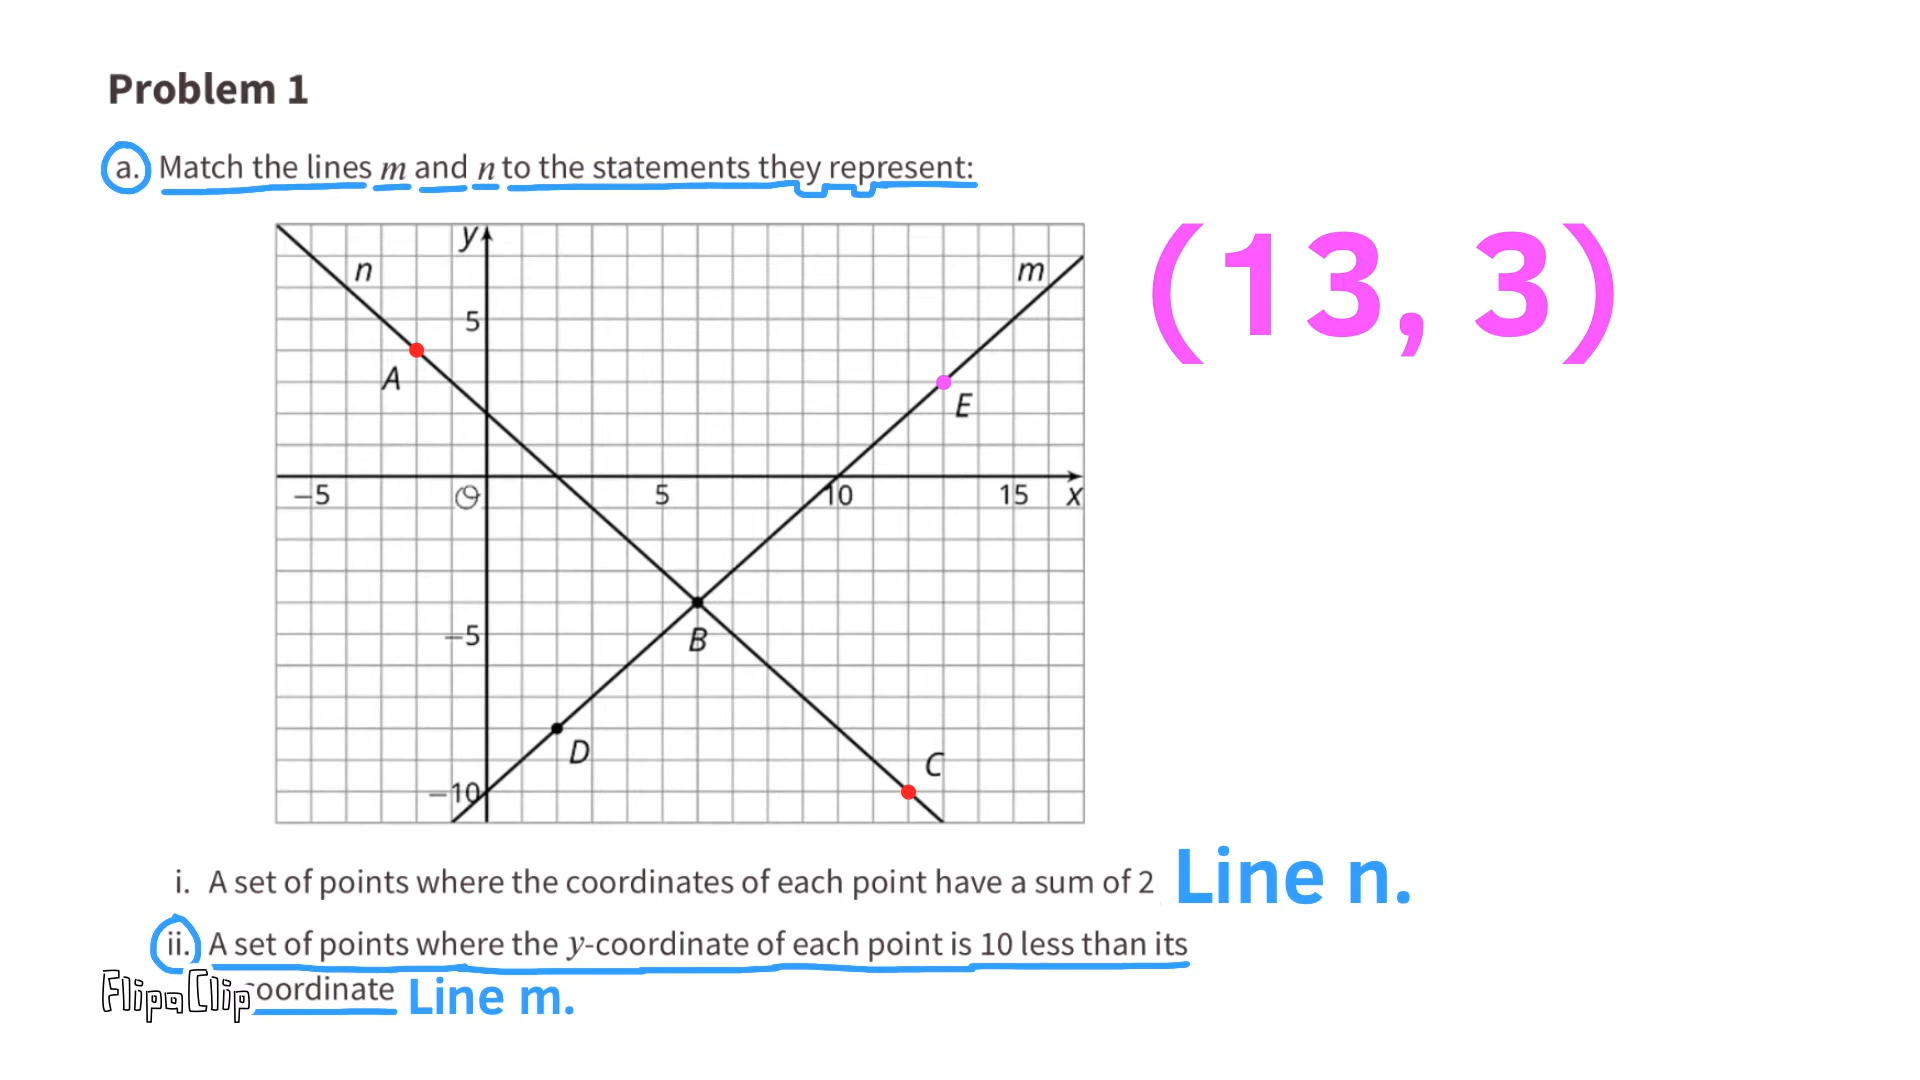 Problem 1
a. Match the lines m and n to the statements they represent:
(13, 3)
y
n
m
5
A
E
-5
O
5
10
15
x
-5
B
D
C
-10
i. A set of points where the coordinates of each point have a sum of 2 Line n.
ii. A set of points where the y-coordinate of each point is 10 less than its
FlipaClip oordinate Line m.